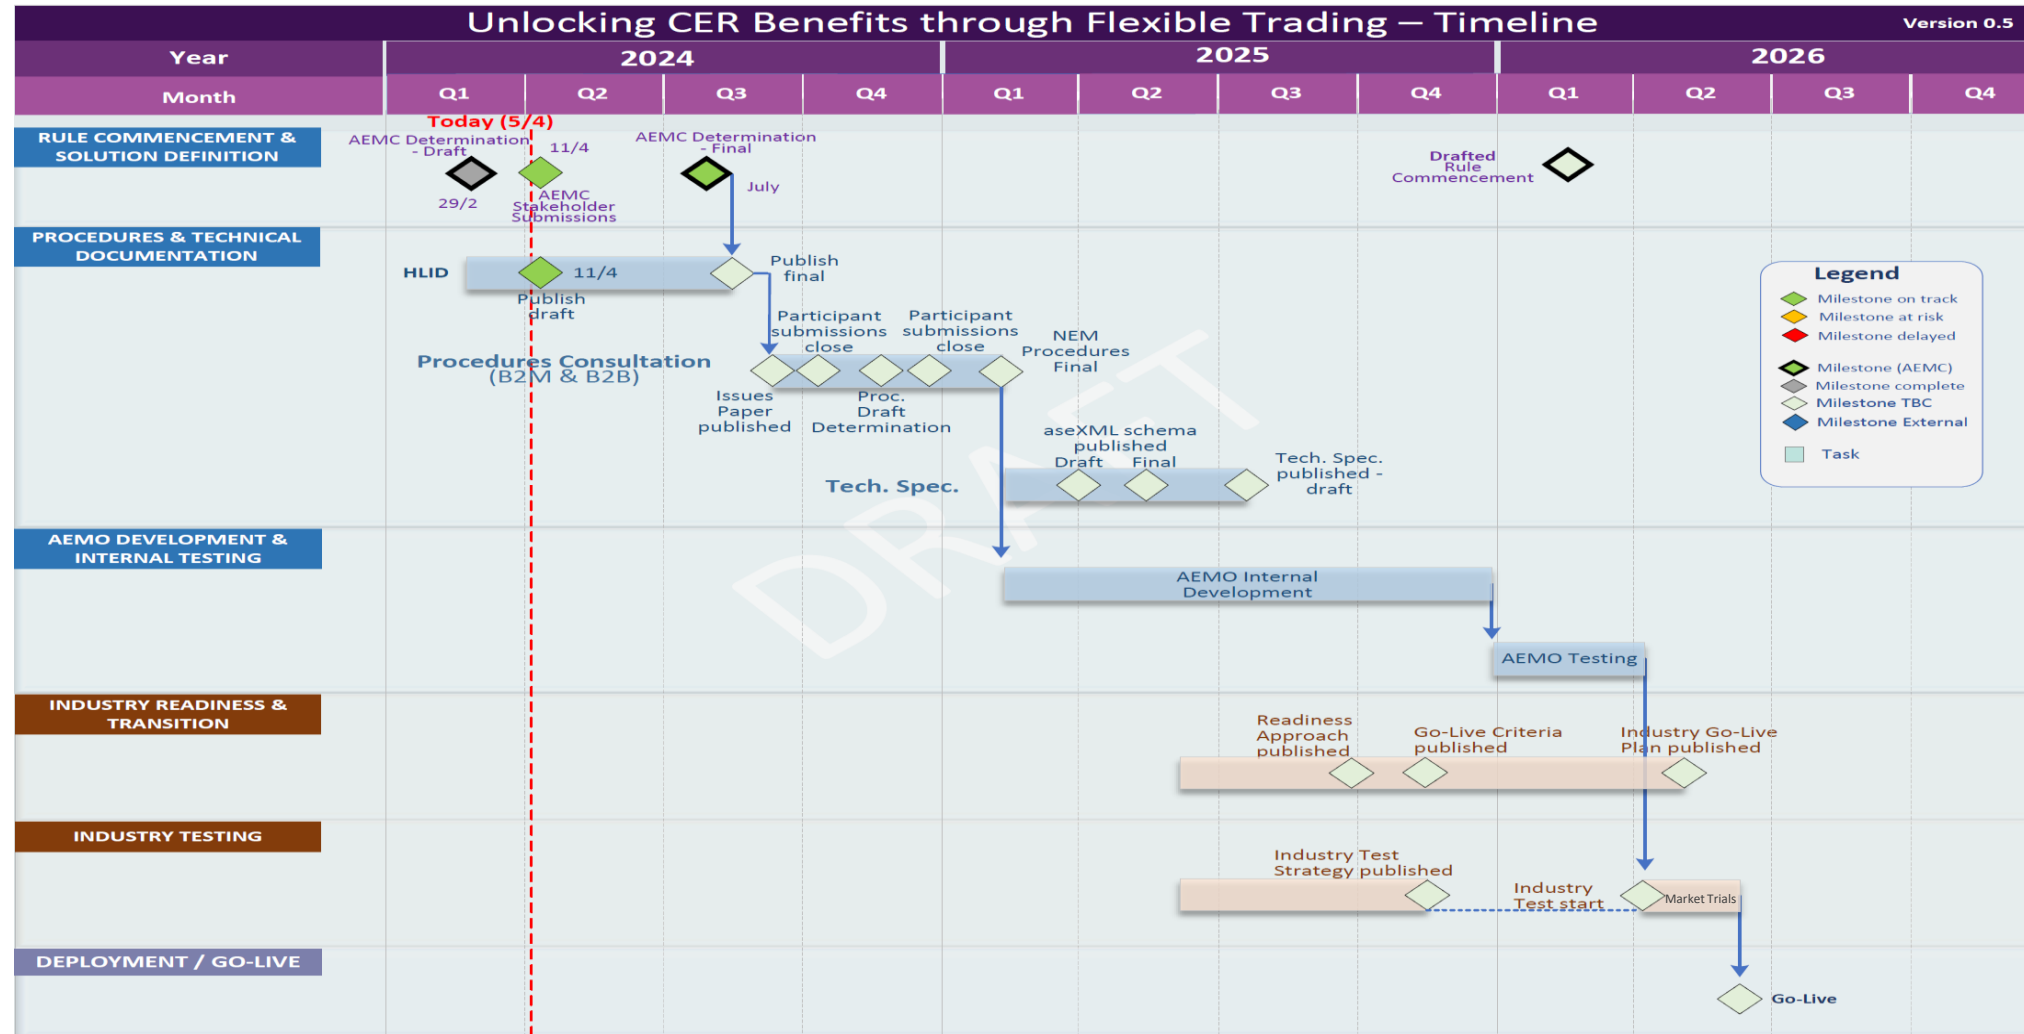 Unlocking CER Benefits through Flexible Trading – Timeline
Version 0.5
Year
2024
2025
2026
Month
Q1
Q2
Q3
Q4
Q1
Q2
Q3
Q4
Q1
Q2
Q3
Q4
Today (5/4)
RULE COMMENCEMENT &
SOLUTION DEFINITION
AEMC Determination
- Draft
29/2
11/4
AEMC
Stakeholder
Submissions
AEMC Determination
- Final
July
Drafted
Rule
Commencement
PROCEDURES & TECHNICAL
DOCUMENTATION
HLID
11/4
Publish
draft
Publish
final
Procedures Consultation
(B2M & B2B)
Participant
submissions
close
Participant
submissions
close
NEM
Procedures
Final
Issues
Paper
published
Proc.
Draft
Determination
Tech. Spec.
aseXML schema
published
Draft
Final
Tech. Spec.
published -
draft
Legend
Milestone on track
Milestone at risk
Milestone delayed
Milestone (AEMC)
Milestone complete
Milestone TBC
Milestone External
Task
DRAFT
AEMO DEVELOPMENT &
INTERNAL TESTING
AEMO Internal
Development
AEMO Testing
INDUSTRY READINESS &
TRANSITION
Readiness
Approach
published
Go-Live Criteria
published
Industry Go-Live
Plan published
INDUSTRY TESTING
Industry Test
Strategy published
Industry
Test start
Market Trials
DEPLOYMENT / GO-LIVE
Go-Live